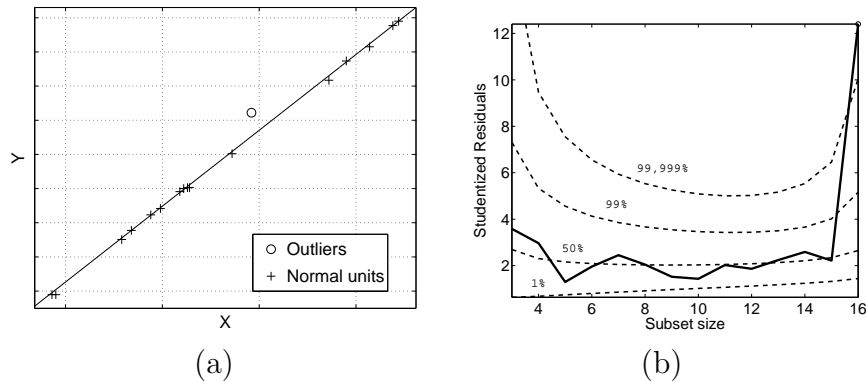 Y
Outliers
Normal units
X
(a)
Studentized Residuals
12
10
8
6
4
2
99,999%
99%
50%
1%
4 6 8 10 12 14 16
Subset size
(b)